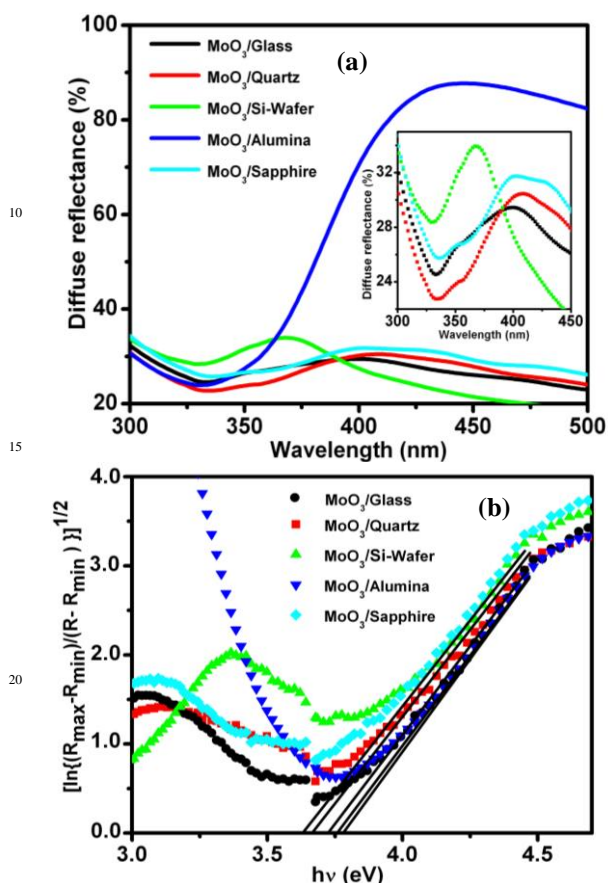 100
80
60
40
20
Diffuse reflectance (%)
MoO3/Glass
MoO3/Quartz
MoO3/Si-Wafer
MoO3/Alumina
MoO3/Sapphire
(a)
32
28
24
Diffuse reflectance (%)
300 350 400 450
Wavelength (nm)
300 350 400 450 500
Wavelength (nm)
10
15
20
4.0
3.0
2.0
1.0
0.0
[ln{(Rmax-Rmin)/(R- Rmin) }]1/2
MoO3/Glass
MoO3/Quartz
MoO3/Si-Wafer
MoO3/Alumina
MoO3/Sapphire
(b)
3.0 3.5 4.0 4.5
hν (eV)